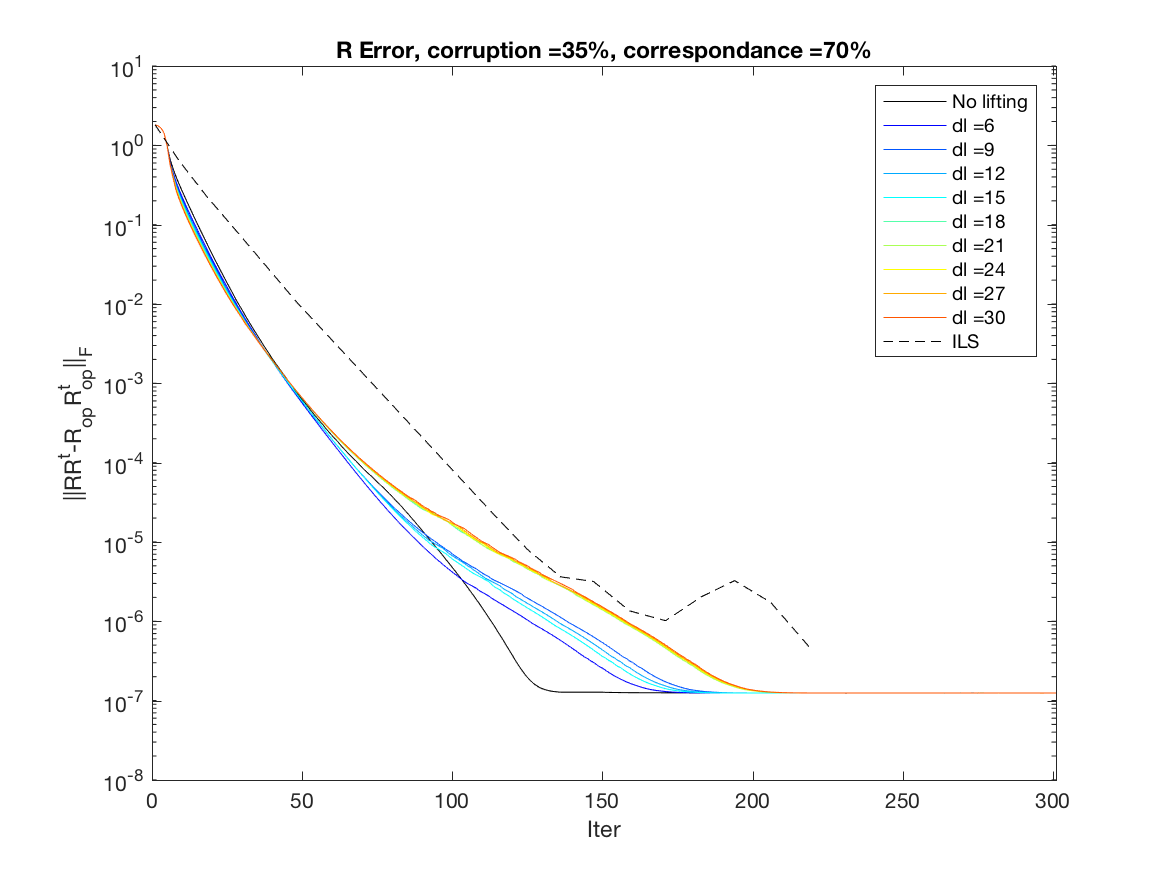 R Error, corruption =35%, correspondance =70%
10^1
10^0
10^-1
10^-2
10^-3
10^-4
10^-5
10^-6
10^-7
10^-8
||RR^t-R_op R^t_op||_F
No lifting
dl =6
dl =9
dl =12
dl =15
dl =18
dl =21
dl =24
dl =27
dl =30
ILS
0 50 100 150 200 250 300
Iter